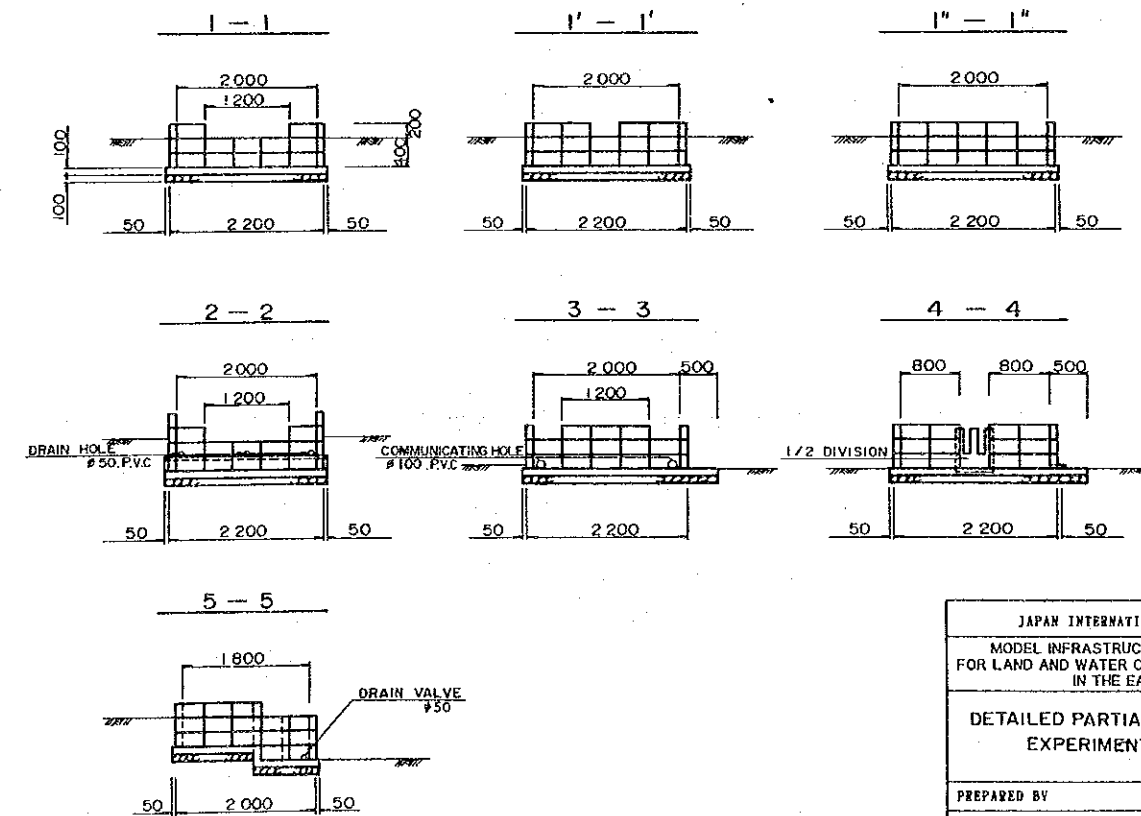 1 — 1
2000
1200
200
400
100
100
50
2200
50
1' — 1'
2000
50
2200
50
1" — 1"
2000
50
2200
50
2 — 2
2000
1200
DRAIN HOLE
ø50.P.V.C
50
2200
50
3 — 3
2000
500
1200
COMMUNICATING HOLE
ø100.P.V.C
50
2200
4 — 4
800
800
500
1/2 DIVISION
50
2200
50
5 — 5
1800
DRAIN VALVE
ø50
50
2000
50
JAPAN INTERNATI
MODEL INFRASTRUC
FOR LAND AND WATER C
IN THE EA
DETAILED PARTIA
EXPERIMENT
PREPARED BY